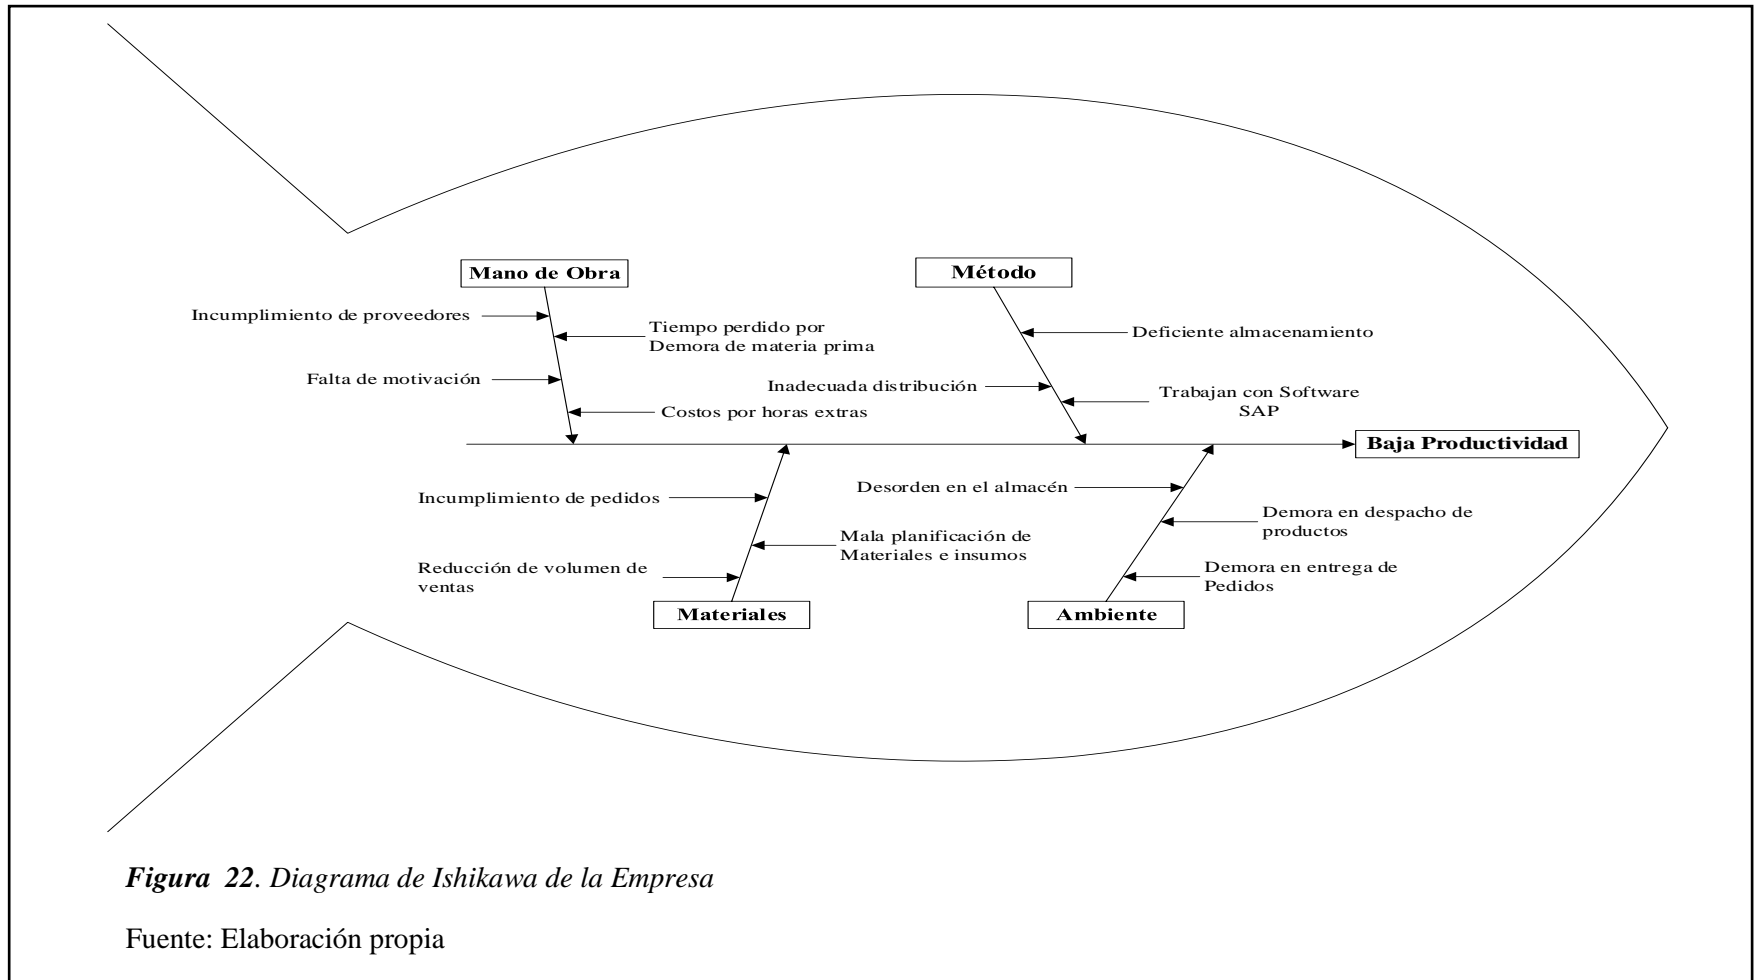 Mano de Obra
Método
Incumplimiento de proveedores
Tiempo perdido por
Demora de materia prima
Deficiente almacenamiento
Falta de motivación
Inadecuada distribución
Trabajan con Software
SAP
Costos por horas extras
Baja Productividad
Incumplimiento de pedidos
Desorden en el almacén
Mala planificación de
Materiales e insumos
Demora en despacho de
productos
Reducción de volumen de
ventas
Demora en entrega de
Pedidos
Materiales
Ambiente
Figura 22. Diagrama de Ishikawa de la Empresa
Fuente: Elaboración propia